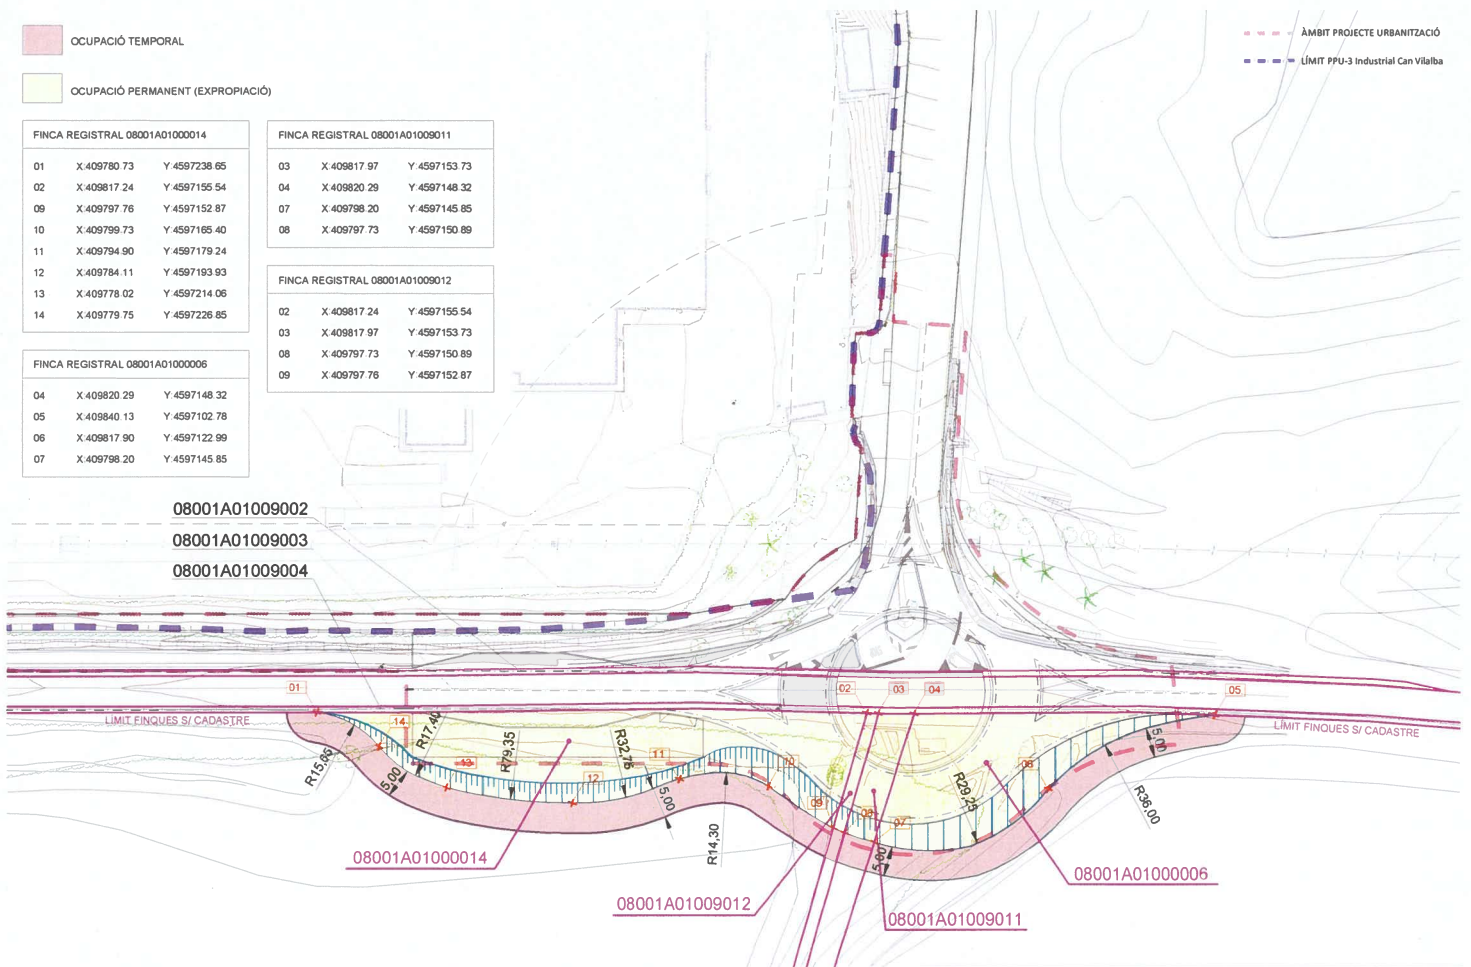 OCUPACIÓ TEMPORAL
OCUPACIÓ PERMANENT (EXPROPIACIÓ)
ÀMBIT PROJECTE URBANITZACIÓ
LÍMIT PPU-3 Industrial Can Vilalba
FINCA REGISTRAL 08001A01000014
01 X:409780.73 Y:4597238.65
02 X:409817.24 Y:4597155.54
09 X:409797.76 Y:4597152.87
10 X:409799.73 Y:4597165.40
11 X:409794.90 Y:4597179.24
12 X:409784.11 Y:4597193.93
13 X:409778.02 Y:4597214.06
14 X:409779.75 Y:4597226.85
FINCA REGISTRAL 08001A01009011
03 X:409817.97 Y:4597153.73
04 X:409820.29 Y:4597148.32
07 X:409798.20 Y:4597145.85
08 X:409797.73 Y:4597150.89
FINCA REGISTRAL 08001A01009012
02 X:409817.24 Y:4597155.54
03 X:409817.97 Y:4597153.73
08 X:409797.73 Y:4597150.89
09 X:409797.76 Y:4597152.87
FINCA REGISTRAL 08001A01000006
04 X:409820.29 Y:4597148.32
05 X:409840.13 Y:4597102.78
06 X:409817.90 Y:4597122.99
07 X:409798.20 Y:4597145.85
08001A01009002
08001A01009003
08001A01009004
01
02
03
04
05
LÍMIT FINQUES S/ CADASTRE
14
R17,40
LÍMIT FINQUES S/ CADASTRE
R15,65
5,00
13
R79,35
12
R32,76
11
5,00
R14,30
10
09
08
07
5,00
R29,25
06
5,00
R36,00
08001A01000014
08001A01009012
08001A01009011
08001A01000006